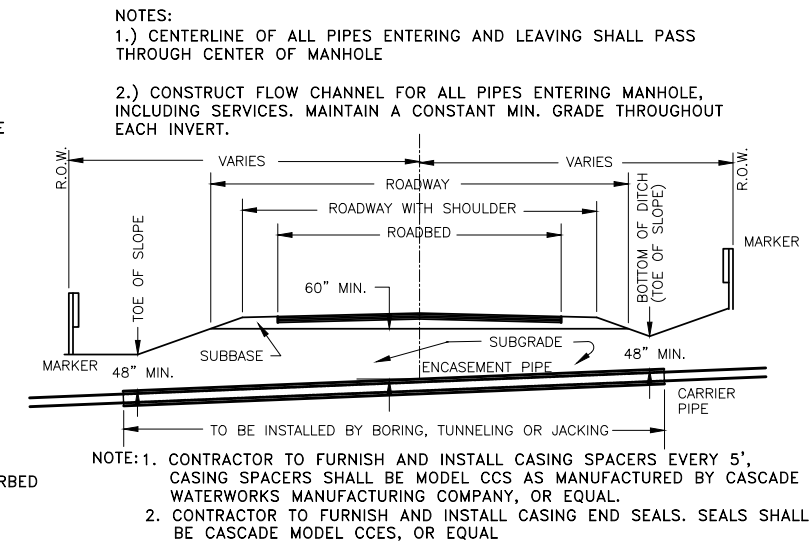 NOTES:
1.) CENTERLINE OF ALL PIPES ENTERING AND LEAVING SHALL PASS
THROUGH CENTER OF MANHOLE
2.) CONSTRUCT FLOW CHANNEL FOR ALL PIPES ENTERING MANHOLE,
INCLUDING SERVICES. MAINTAIN A CONSTANT MIN. GRADE THROUGHOUT
EACH INVERT.
E
R.O.W.
VARIES
VARIES
R.O.W.
ROADWAY
ROADWAY WITH SHOULDER
ROADBED
TOE OF SLOPE
BOTTOM OF DITCH
(TOE OF SLOPE)
MARKER
60" MIN.
SUBBASE
SUBGRADE
MARKER
48" MIN.
48" MIN.
ENCASEMENT PIPE
CARRIER
PIPE
TO BE INSTALLED BY BORING, TUNNELING OR JACKING
RBED
NOTE: 1. CONTRACTOR TO FURNISH AND INSTALL CASING SPACERS EVERY 5',
CASING SPACERS SHALL BE MODEL CCS AS MANUFACTURED BY CASCADE
WATERWORKS MANUFACTURING COMPANY, OR EQUAL.
2. CONTRACTOR TO FURNISH AND INSTALL CASING END SEALS. SEALS SHALL
BE CASCADE MODEL CCES, OR EQUAL